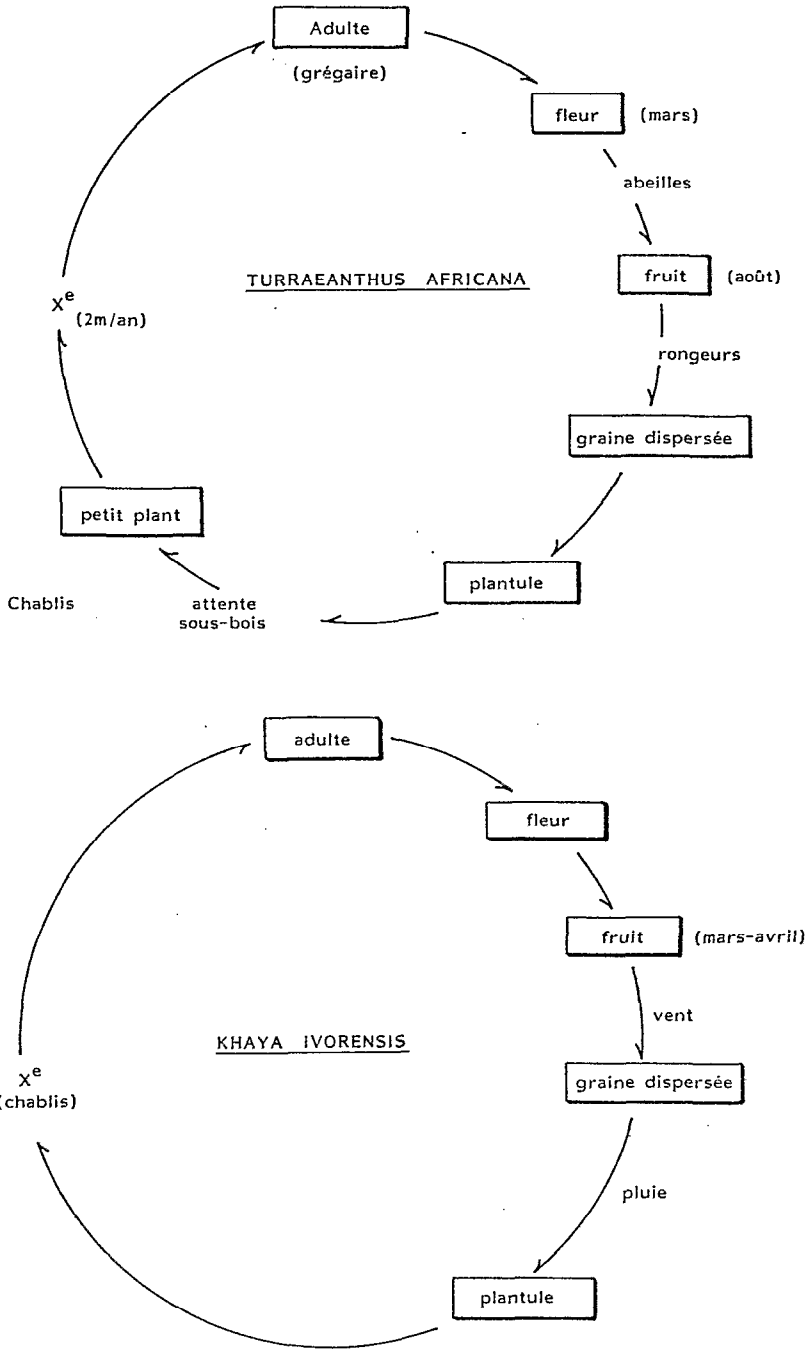 Adulte
(grégaire)
fleur (mars)
abeilles
TURRAEANTHUS AFRICANA
fruit (août)
xe (2m/an)
rongeurs
graine dispersée
petit plant
plantule
Chablis
attente
sous-bois
adulte
fleur
fruit (mars-avril)
vent
KHAYA IVORENSIS
xe
(chablis)
graine dispersée
pluie
plantule